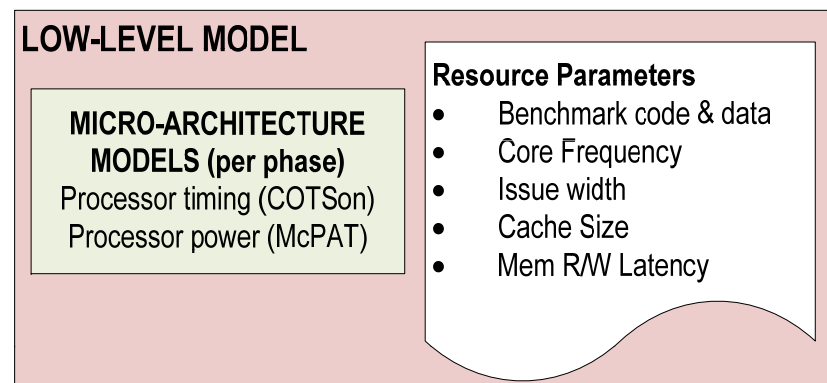 LOW-LEVEL MODEL
MICRO-ARCHITECTURE
MODELS (per phase)
Processor timing (COTSon)
Processor power (McPAT)
Resource Parameters
• Benchmark code & data
• Core Frequency
• Issue width
• Cache Size
• Mem R/W Latency